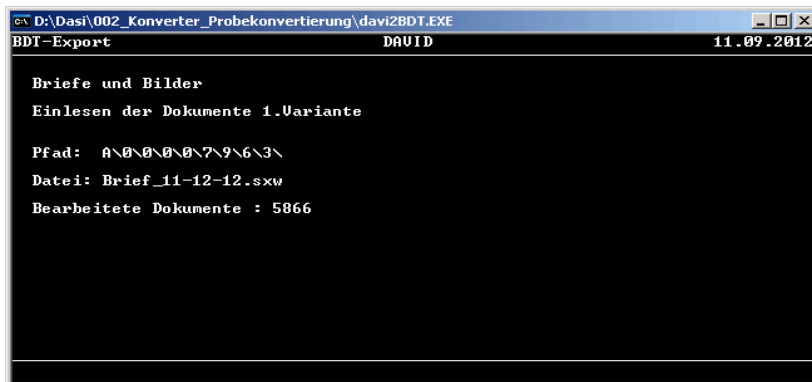 D:\Dasi\002_Konverter_Probekonvertierung\davi2BDT.EXE
BDT-Export DAVID 11.09.2012
Briefe und Bilder
Einlesen der Dokumente 1.Variante
Pfad: A\0\0\0\0\7\9\6\3\
Datei: Brief_11-12-12.sxw
Bearbeitete Dokumente : 5866